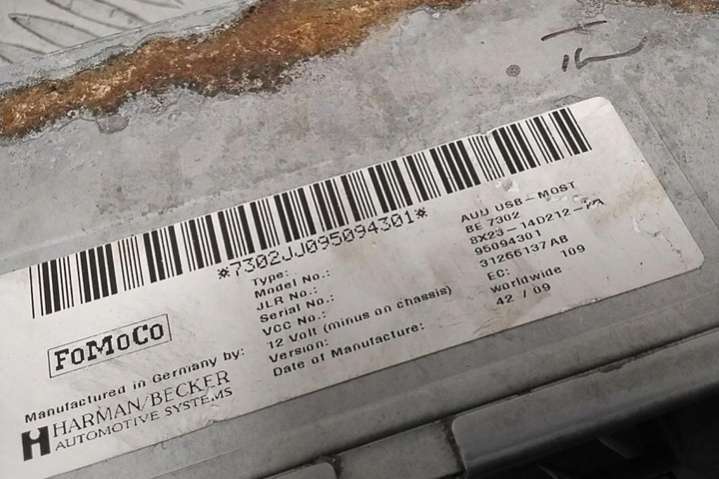 *7302JJ095094301*
Type: AUD USB-MOST
Model No.: BE 7302
JLR No.: 8X23-14D212-
Serial No.: 95094301
VCC No.: 31266137AB
12 Volt (minus on chassis) EC: 109
Version: worldwide
Date of Manufacture: 42 / 09
FoMoCo
Manufactured in Germany by:
HARMAN/BECKER
AUTOMOTIVE SYSTEMS